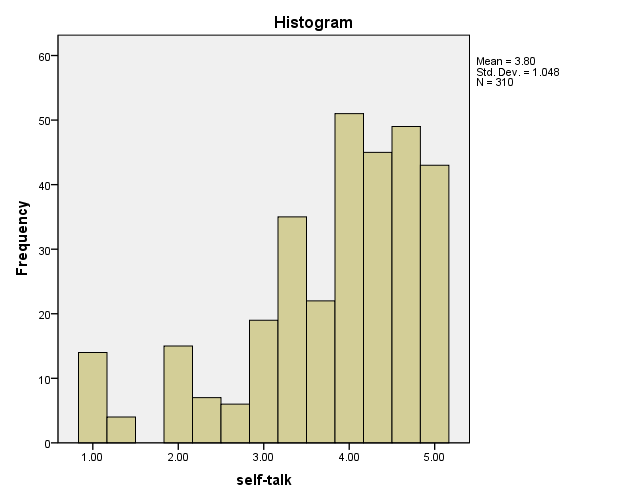 Histogram
Mean = 3.80
Std. Dev. = 1.048
N = 310
Frequency
60
50
40
30
20
10
0
1.00 2.00 3.00 4.00 5.00
self-talk